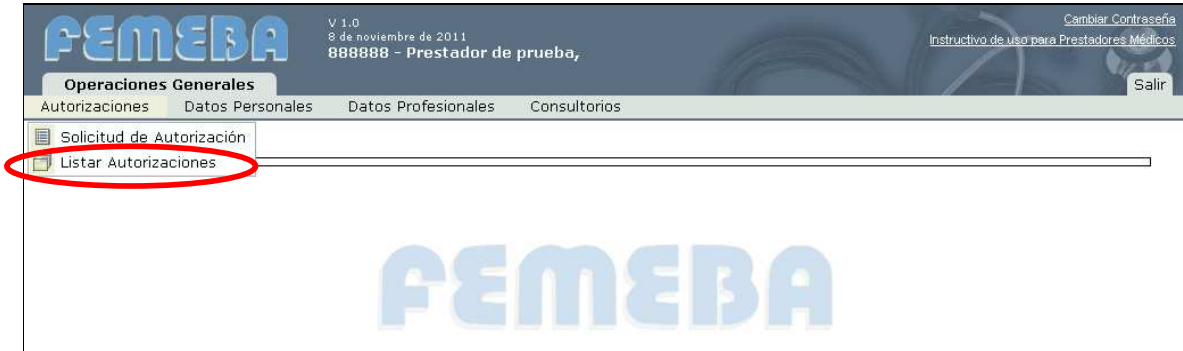 FEMEBA
V 1.0
8 de noviembre de 2011
888888 - Prestador de prueba,
Cambiar Contraseña
Instructivo de uso para Prestadores Médicos
Operaciones Generales
Salir
Autorizaciones Datos Personales Datos Profesionales Consultorios
Solicitud de Autorización
Listar Autorizaciones
FEMEBA